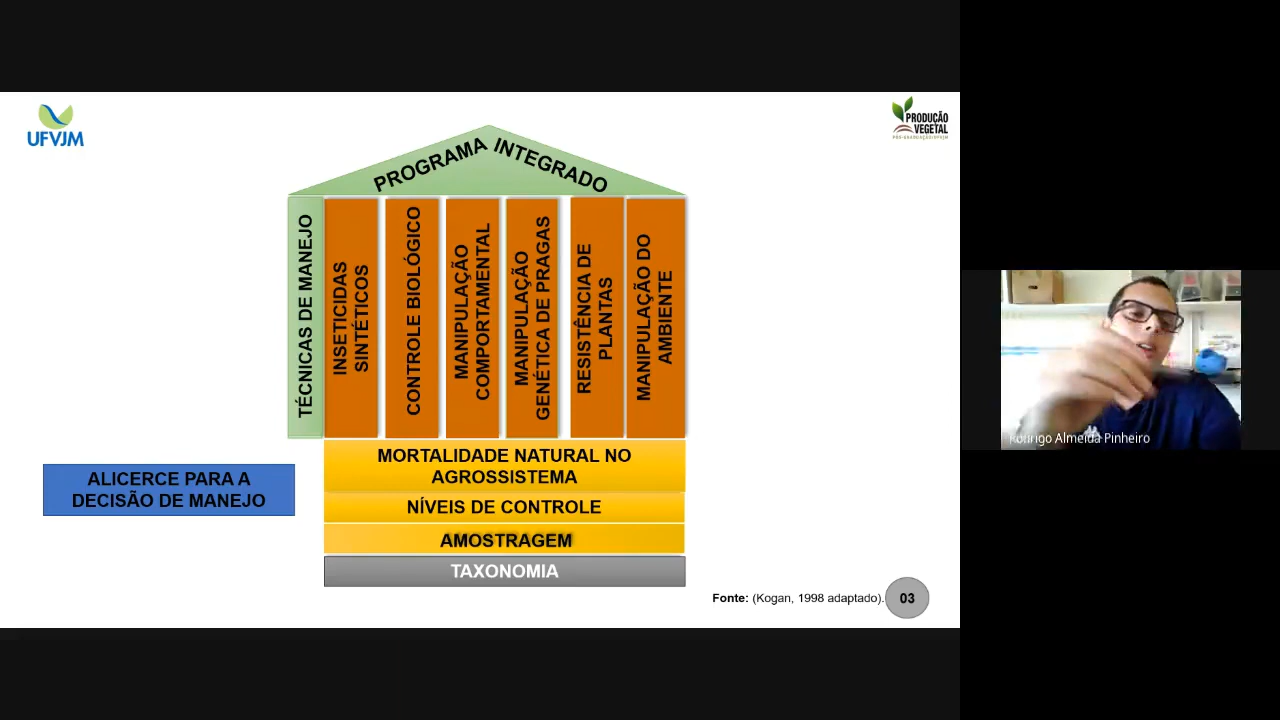 UFVJM
PRODUÇÃO
VEGETAL
PROGRAMA INTEGRADO
TÉCNICAS DE MANEJO
INSETICIDAS
SINTÉTICOS
CONTROLE BIOLÓGICO
MANIPULAÇÃO
COMPORTAMENTAL
MANIPULAÇÃO
GENÉTICA DE PRAGAS
RESISTÊNCIA DE
PLANTAS
MANIPULAÇÃO DO
AMBIENTE
MORTALIDADE NATURAL NO
AGROSSISTEMA
ALICERCE PARA A
DECISÃO DE MANEJO
NÍVEIS DE CONTROLE
AMOSTRAGEM
TAXONOMIA
Fonte: (Kogan, 1998 adaptado).
03
Rodrigo Almeida Pinheiro